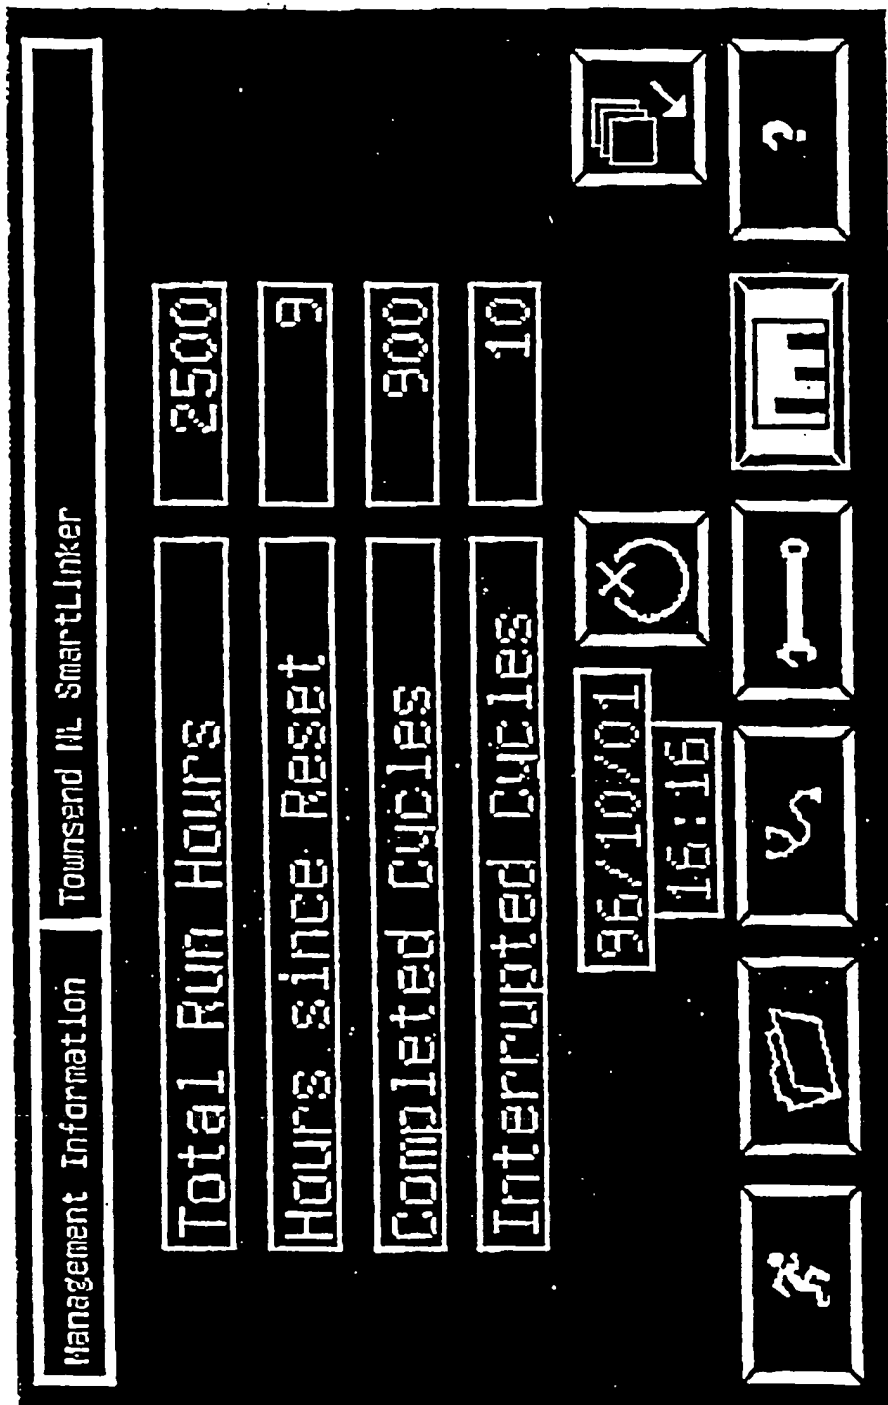 Management Information Townsend NL SmartLinker
Total Run Hours 2500
Hours since Reset 9
Completed Cycles 900
Interrupted Cycles 10
96/10/01
16:16
?